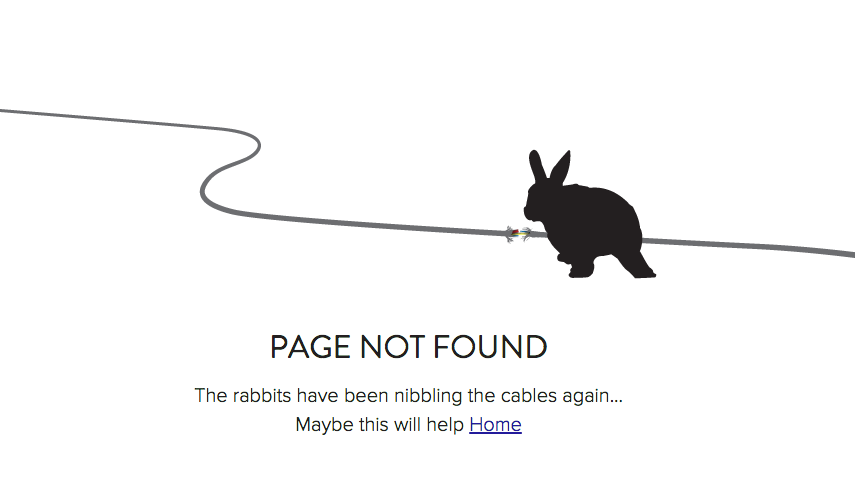 PAGE NOT FOUND
The rabbits have been nibbling the cables again...
Maybe this will help Home